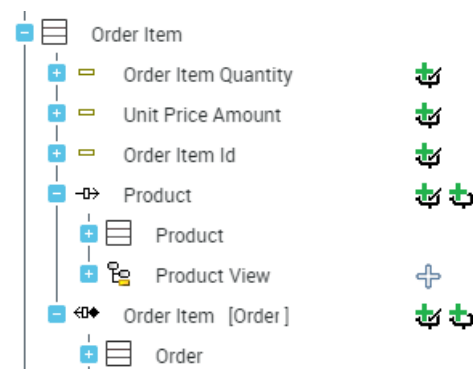 Order Item
Order Item Quantity
Unit Price Amount
Order Item Id
Product
Product
Product View
Order Item [Order]
Order